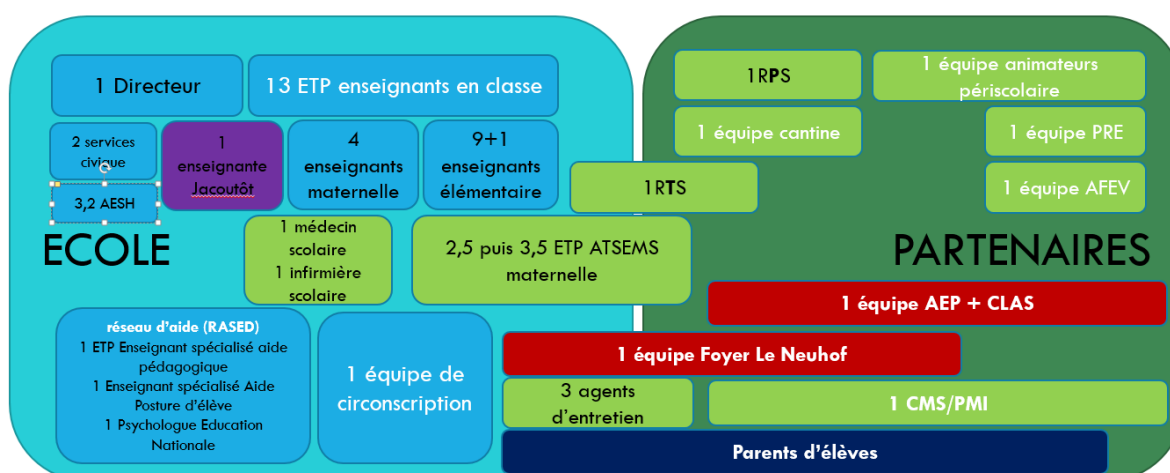 1 Directeur
13 ETP enseignants en classe
2 services
civique
3,2 AESH
1
enseignante
Jacoutôt
4
enseignants
maternelle
9+1
enseignants
élémentaire
1 médecin
scolaire
1 infirmière
scolaire
2,5 puis 3,5 ETP ATSEMS
maternelle
ECOLE
réseau d’aide (RASED)
1 ETP Enseignant spécialisé aide
pédagogique
1 Enseignant spécialisé Aide
Posture d’élève
1 Psychologue Education
Nationale
1 équipe de
circonscription
1RPS
1 équipe animateurs
périscolaire
1 équipe cantine
1 équipe PRE
1RTS
1 équipe AFEV
PARTENAIRES
1 équipe AEP + CLAS
1 équipe Foyer Le Neuhof
3 agents
d’entretien
1 CMS/PMI
Parents d’élèves